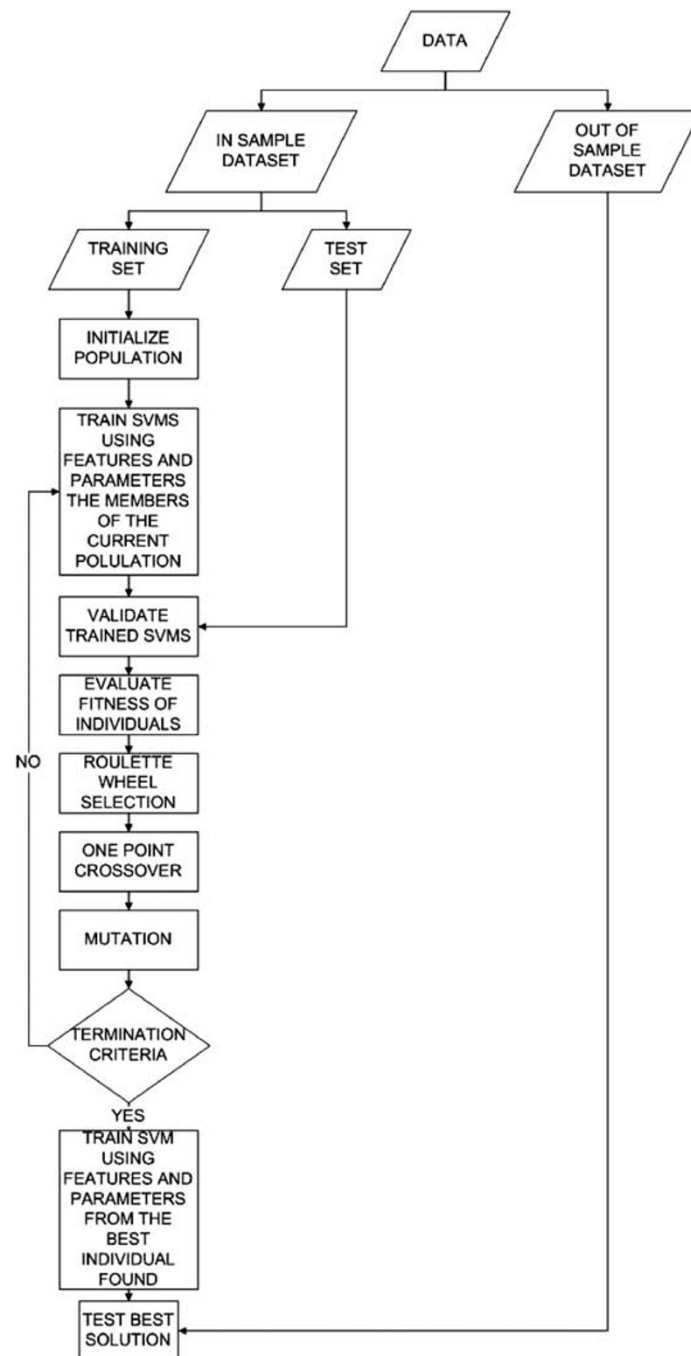 DATA
IN SAMPLE
DATASET
OUT OF
SAMPLE
DATASET
TRAINING
SET
TEST
SET
INITIALIZE
POPULATION
TRAIN SVMS
USING
FEATURES AND
PARAMETERS
THE MEMBERS
OF THE
CURRENT
POLULATION
VALIDATE
TRAINED SVMS
EVALUATE
FITNESS OF
INDIVIDUALS
NO
ROULETTE
WHEEL
SELECTION
ONE POINT
CROSSOVER
MUTATION
TERMINATION
CRITERIA
YES
TRAIN SVM
USING
FEATURES AND
PARAMETERS
FROM THE
BEST
INDIVIDUAL
FOUND
TEST BEST
SOLUTION